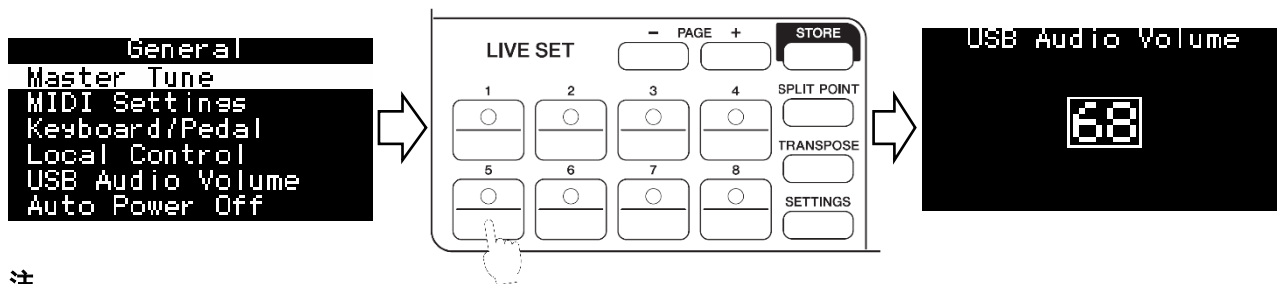 General
Master Tune
MIDI Settings
Keyboard/Pedal
Local Control
USB Audio Volume
Auto Power Off
LIVE SET
− PAGE +
STORE
1 2 3 4
SPLIT POINT
TRANSPOSE
5 6 7 8
SETTINGS
USB Audio Volume
68
注